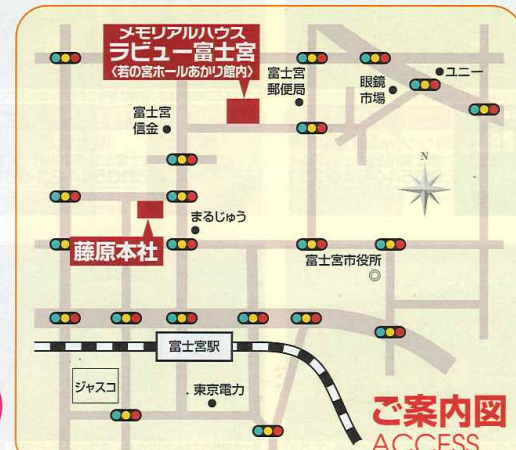 メモリアルハウス
ラビュー富士宮
〈若の宮ホールあかり館内〉
富士宮
郵便局
眼鏡
市場
ユニー
富士宮
信金
N
まるじゅう
藤原本社
富士宮市役所
富士宮駅
ジャスコ
東京電力
ご案内図
ACCESS